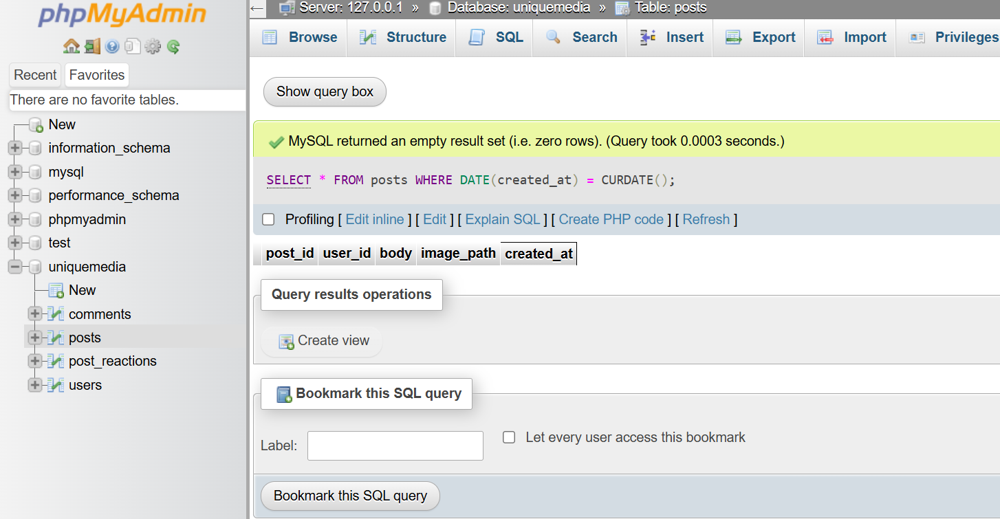 phpMyAdmin
Recent Favorites
There are no favorite tables.
New
information_schema
mysql
performance_schema
phpmyadmin
test
uniquemedia
New
comments
posts
post_reactions
users
← Server: 127.0.0.1 » Database: uniquemedia » Table: posts
Browse Structure SQL Search Insert Export Import Privileges
Show query box
MySQL returned an empty result set (i.e. zero rows). (Query took 0.0003 seconds.)
SELECT * FROM posts WHERE DATE(created_at) = CURDATE();
Profiling [ Edit inline ] [ Edit ] [ Explain SQL ] [ Create PHP code ] [ Refresh ]
post_id user_id body image_path created_at
Query results operations
Create view
Bookmark this SQL query
Label: Let every user access this bookmark
Bookmark this SQL query